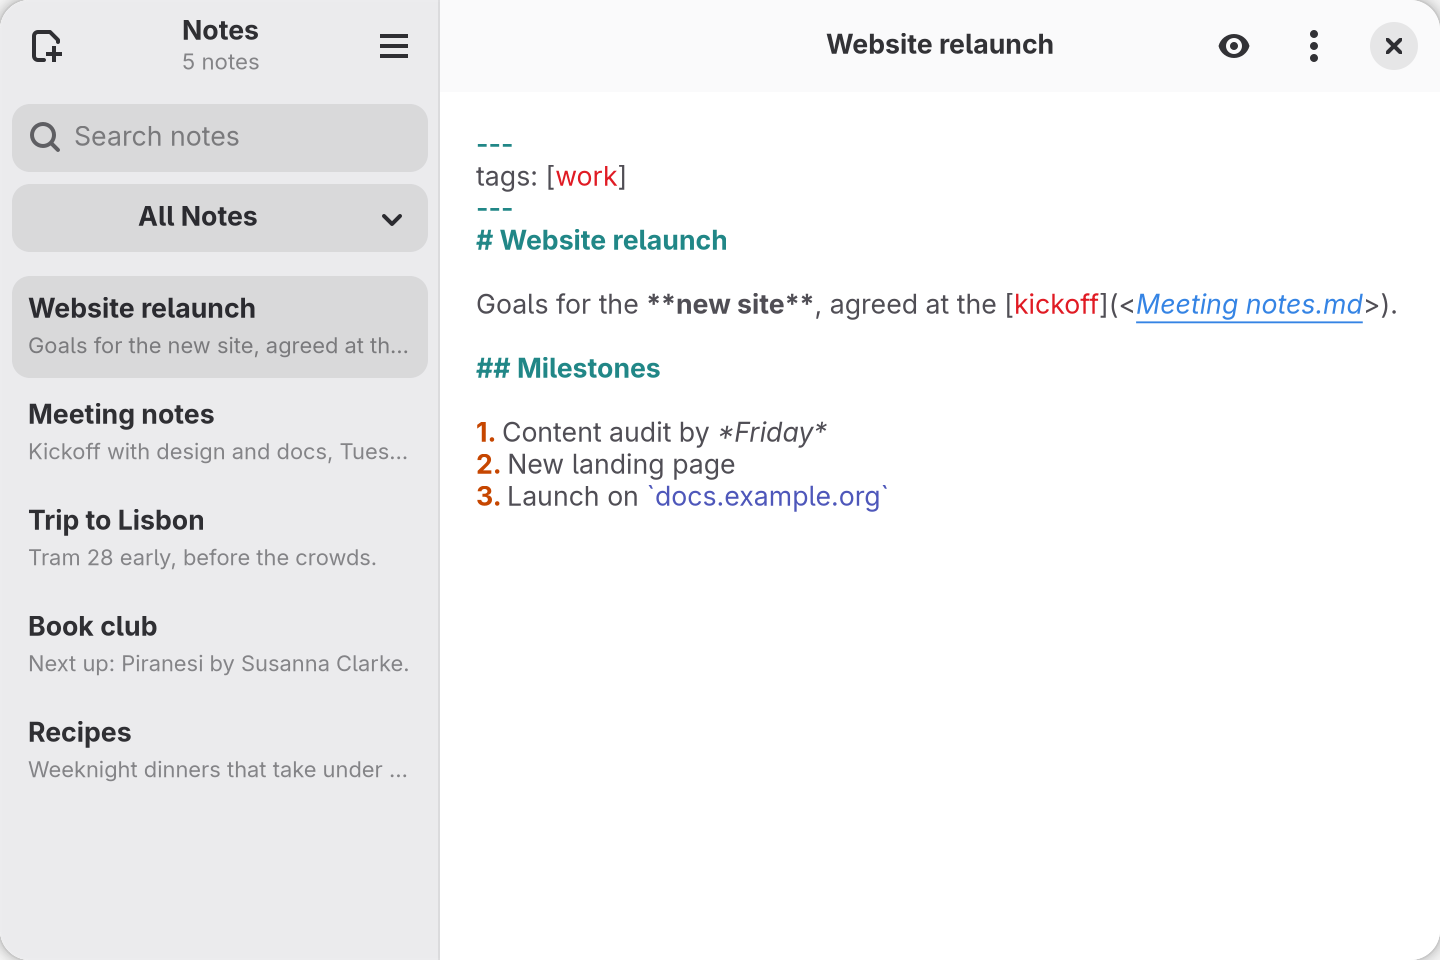 Notes
5 notes
Search notes
All Notes
Website relaunch
Goals for the new site, agreed at th...
Meeting notes
Kickoff with design and docs, Tues...
Trip to Lisbon
Tram 28 early, before the crowds.
Book club
Next up: Piranesi by Susanna Clarke.
Recipes
Weeknight dinners that take under ...
Website relaunch
---
tags: [work]
---
# Website relaunch
Goals for the **new site**, agreed at the [kickoff](<Meeting notes.md>).
## Milestones
1. Content audit by *Friday*
2. New landing page
3. Launch on `docs.example.org`